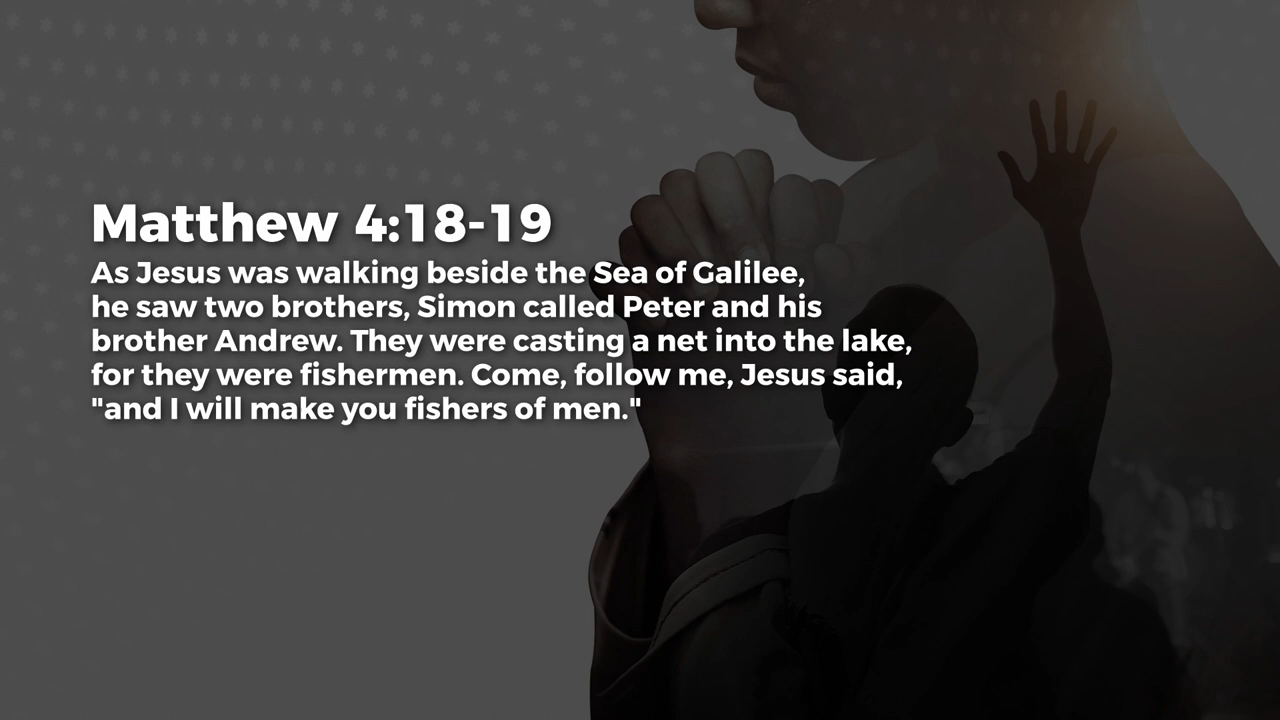 Matthew 4:18-19
As Jesus was walking beside the Sea of Galilee,
he saw two brothers, Simon called Peter and his
brother Andrew. They were casting a net into the lake,
for they were fishermen. Come, follow me, Jesus said,
"and I will make you fishers of men."